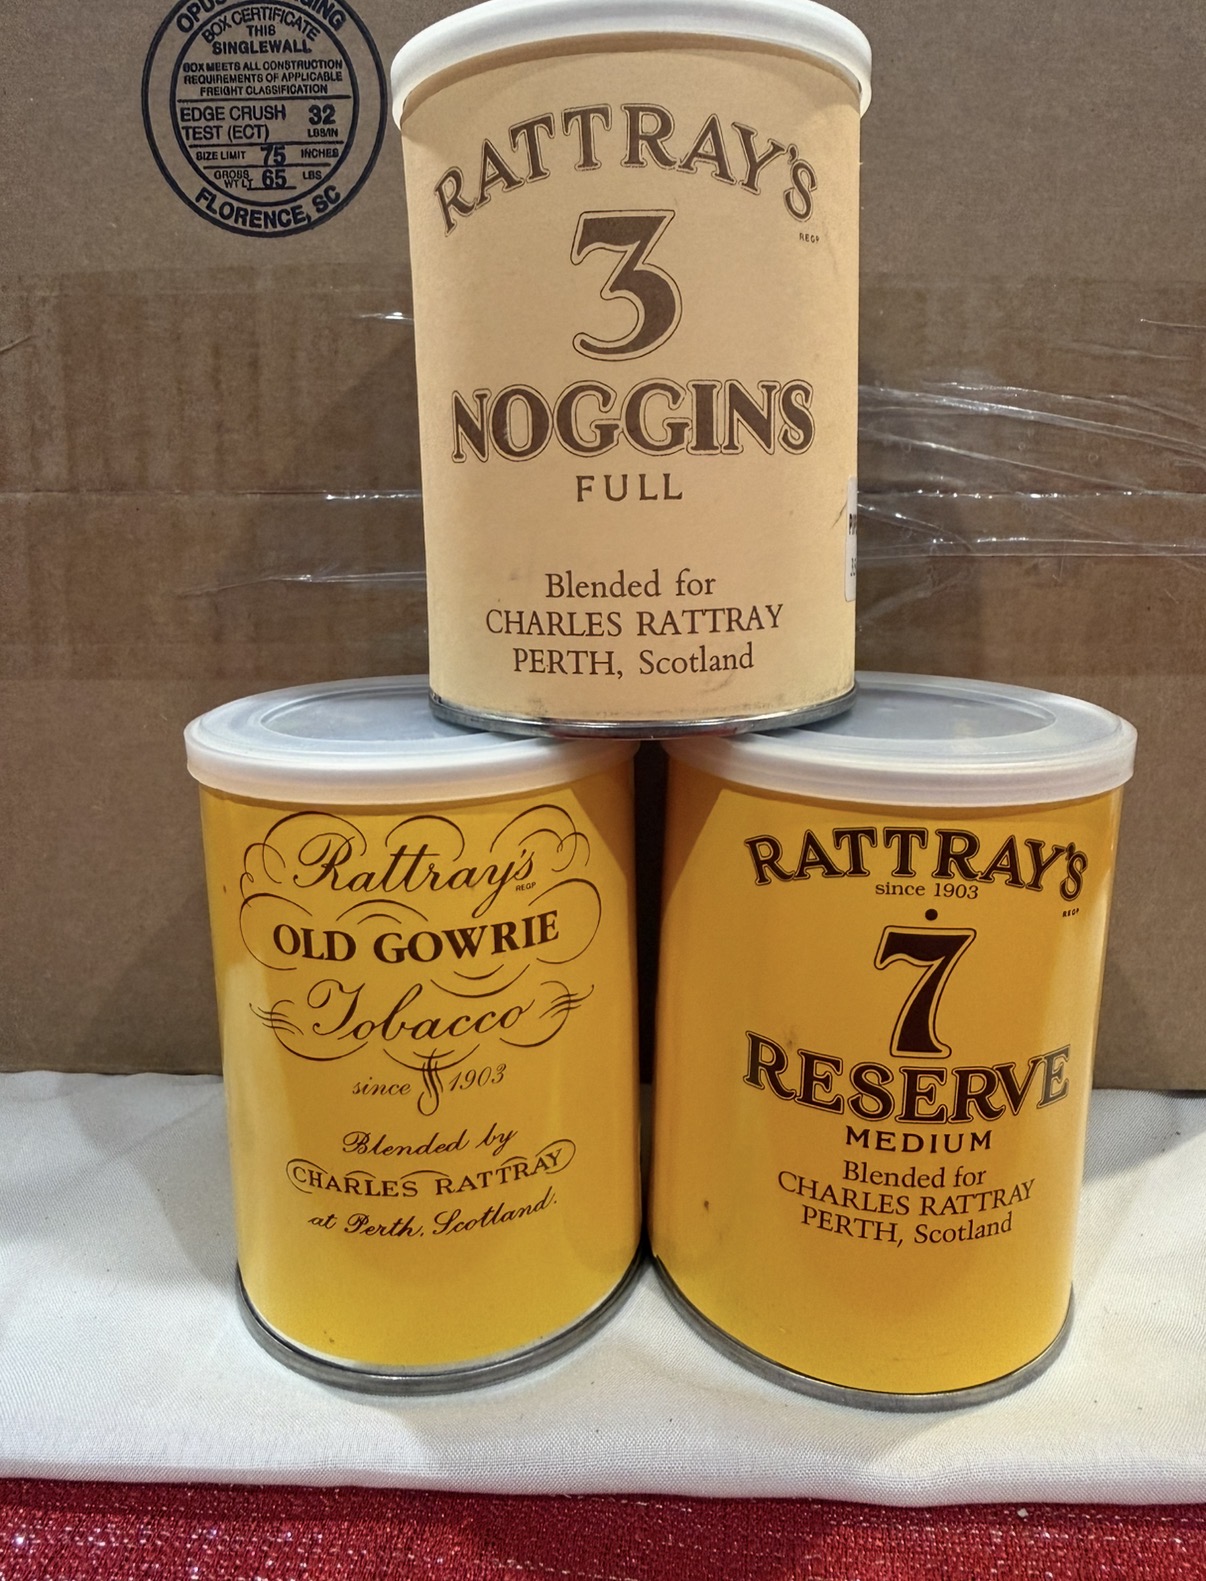 BOX CERTIFICATE
THIS
SINGLEWALL
BOX MEETS ALL CONSTRUCTION
REQUIREMENTS OF APPLICABLE
FREIGHT CLASSIFICATION
EDGE CRUSH 32
TEST (ECT) LBS/IN
SIZE LIMIT 75 INCHES
GROSS
WT LT 65 LBS
FLORENCE, SC
RATTRAY'S
REGD
3
NOGGINS
FULL
Blended for
CHARLES RATTRAY
PERTH, Scotland
Rattray's
REGD
OLD GOWRIE
Tobacco
since 1903
Blended by
CHARLES RATTRAY
at Perth, Scotland.
RATTRAY'S
since 1903
REGD
7
RESERVE
MEDIUM
Blended for
CHARLES RATTRAY
PERTH, Scotland